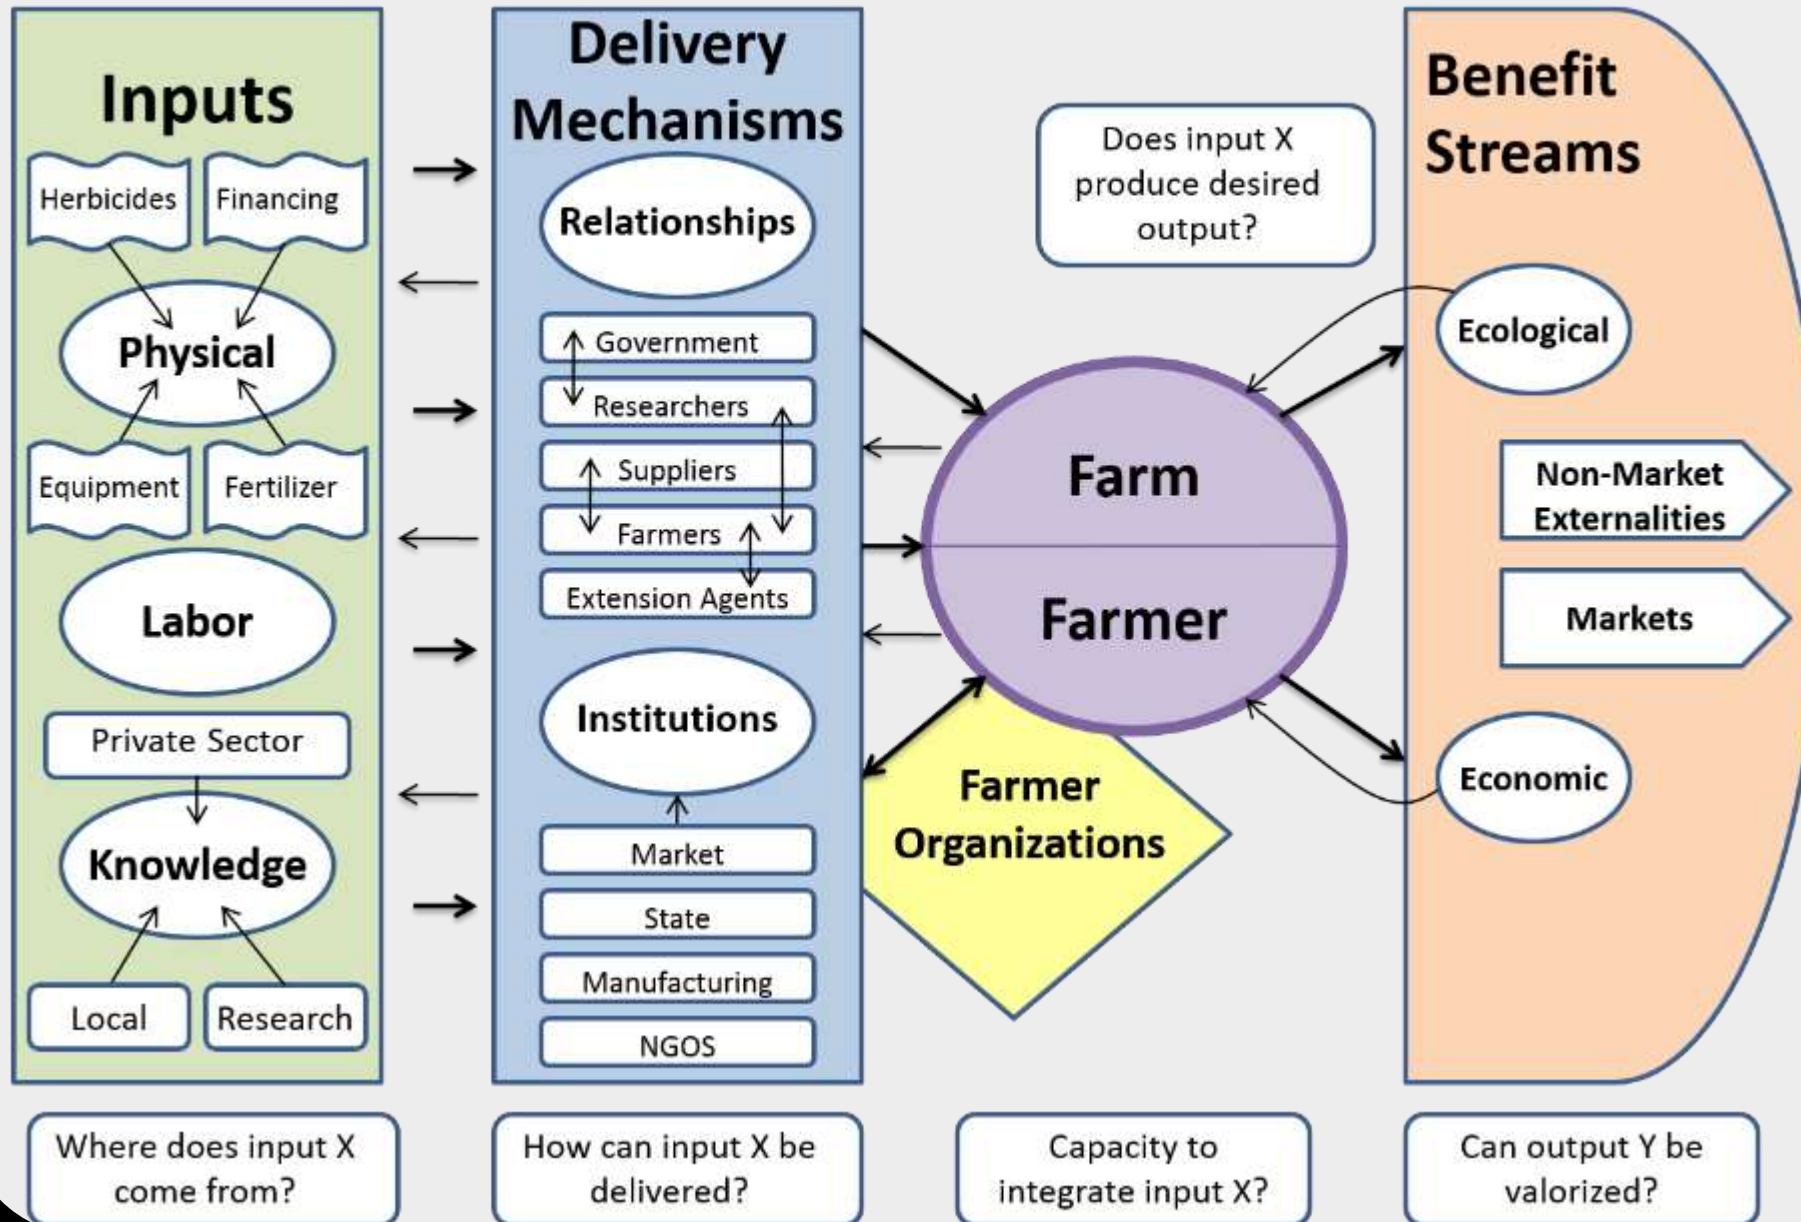 Inputs
Herbicides
Financing
Physical
Equipment
Fertilizer
Labor
Private Sector
Knowledge
Local
Research
Where does input X
come from?
Delivery
Mechanisms
Relationships
Government
Researchers
Suppliers
Farmers
Extension Agents
Institutions
Market
State
Manufacturing
NGOS
How can input X be
delivered?
Does input X
produce desired
output?
Farm
Farmer
Farmer
Organizations
Capacity to
integrate input X?
Benefit
Streams
Ecological
Non-Market
Externalities
Markets
Economic
Can output Y be
valorized?